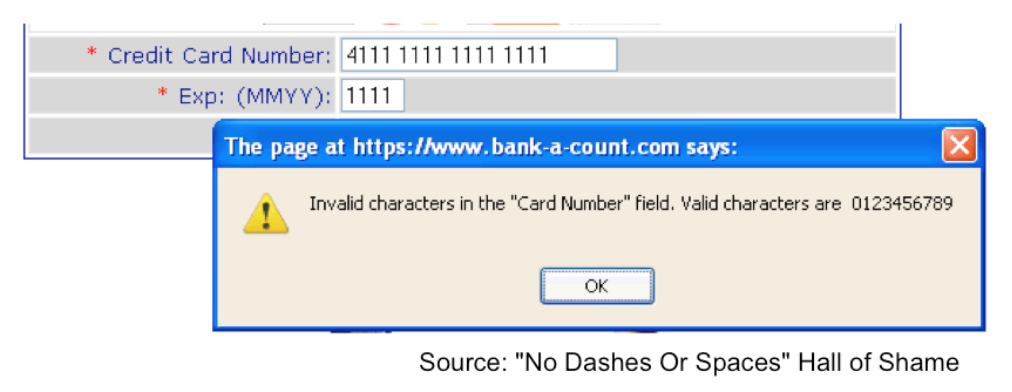 * Credit Card Number: 4111 1111 1111 1111
* Exp: (MMYY): 1111
The page at https://www.bank-a-count.com says:
Invalid characters in the "Card Number" field. Valid characters are 0123456789
OK
Source: "No Dashes Or Spaces" Hall of Shame